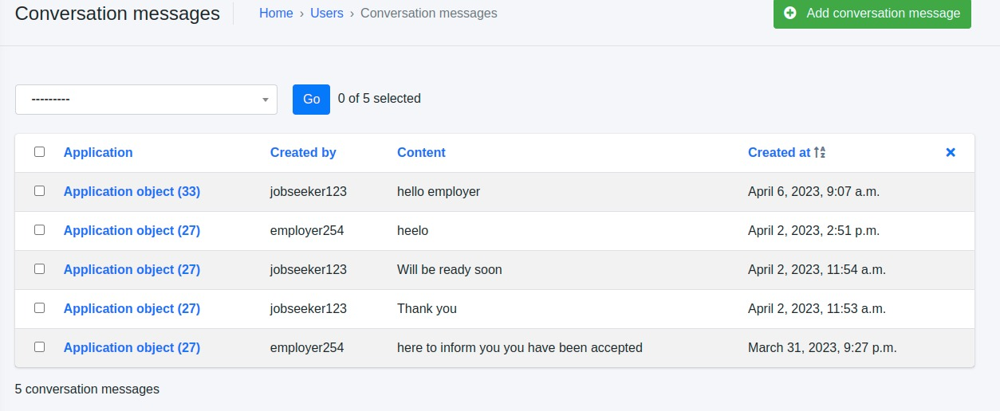 Conversation messages
Home › Users › Conversation messages
Add conversation message
---------
Go
0 of 5 selected
Application Created by Content Created at
Application object (33) jobseeker123 hello employer April 6, 2023, 9:07 a.m.
Application object (27) employer254 heelo April 2, 2023, 2:51 p.m.
Application object (27) jobseeker123 Will be ready soon April 2, 2023, 11:54 a.m.
Application object (27) jobseeker123 Thank you April 2, 2023, 11:53 a.m.
Application object (27) employer254 here to inform you you have been accepted March 31, 2023, 9:27 p.m.
5 conversation messages